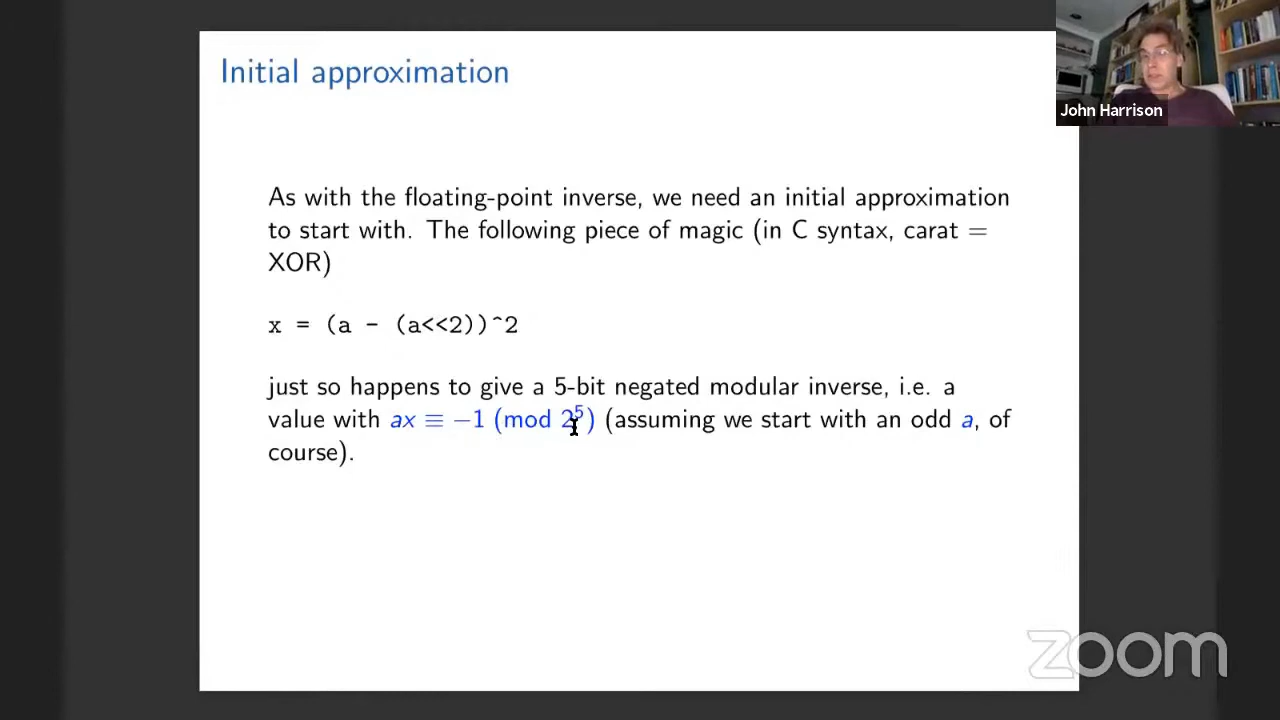 Initial approximation
John Harrison
As with the floating-point inverse, we need an initial approximation
to start with. The following piece of magic (in C syntax, carat =
XOR)
x = (a - (a<<2))^2
just so happens to give a 5-bit negated modular inverse, i.e. a
value with ax ≡ −1 (mod 2⁵) (assuming we start with an odd a, of
course).
zoom